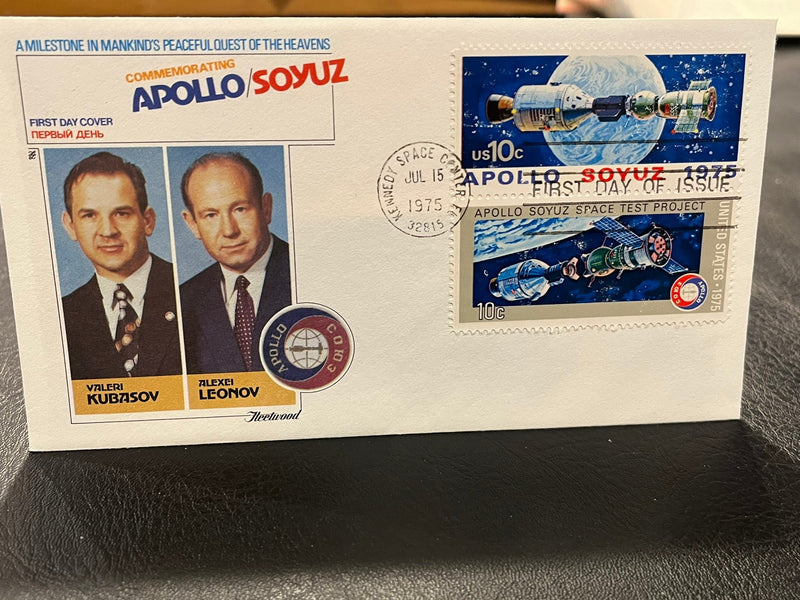 A MILESTONE IN MANKIND'S PEACEFUL QUEST OF THE HEAVENS
COMMEMORATING
APOLLO/SOYUZ
FIRST DAY COVER
ПЕРВЫЙ ДЕНЬ
VALERI
KUBASOV
ALEXEI
LEONOV
APOLLO СОЮЗ
Fleetwood
KENNEDY SPACE CENTER
JUL 15
1975
32815
US 10c
APOLLO SOYUZ 1975
FIRST DAY OF ISSUE
APOLLO SOYUZ SPACE TEST PROJECT
UNITED STATES • 1975
10c
APOLLO СОЮЗ